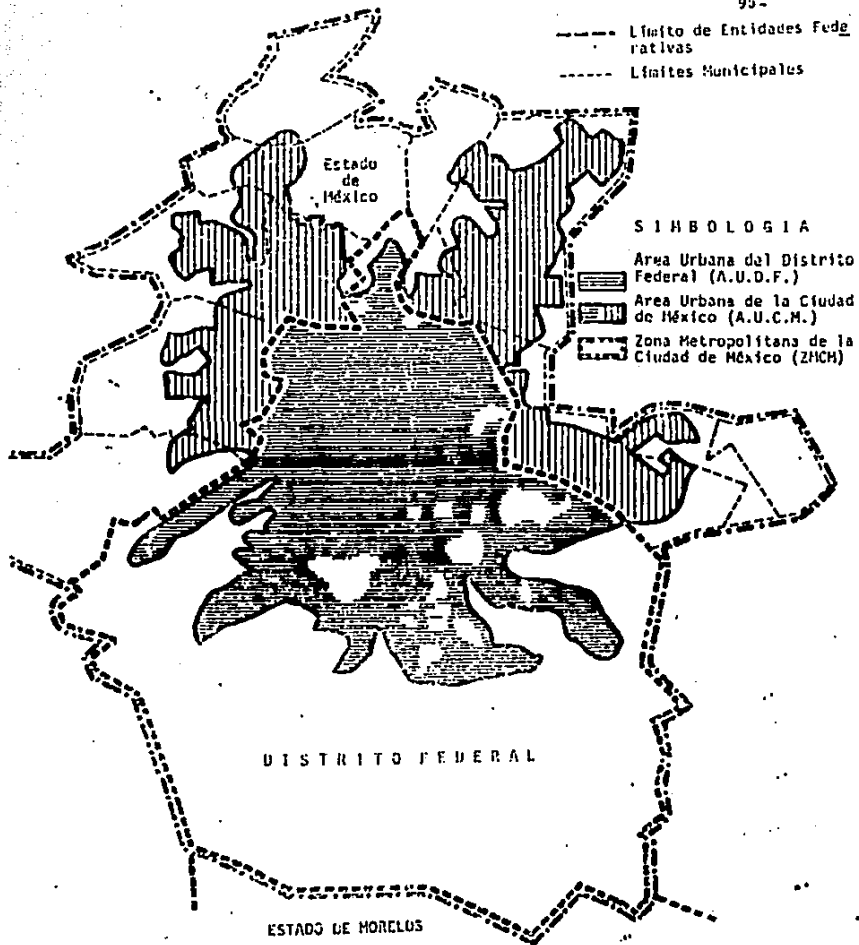 95-
Límite de Entidades Fede
rativas
Límites Municipales
Estado
de
México
SIMBOLOGIA
Area Urbana del Distrito
Federal (A.U.D.F.)
Area Urbana de la Ciudad
de México (A.U.C.M.)
Zona Metropolitana de la
Ciudad de México (ZMCM)
DISTRITO FEDERAL
ESTADO DE MORELOS